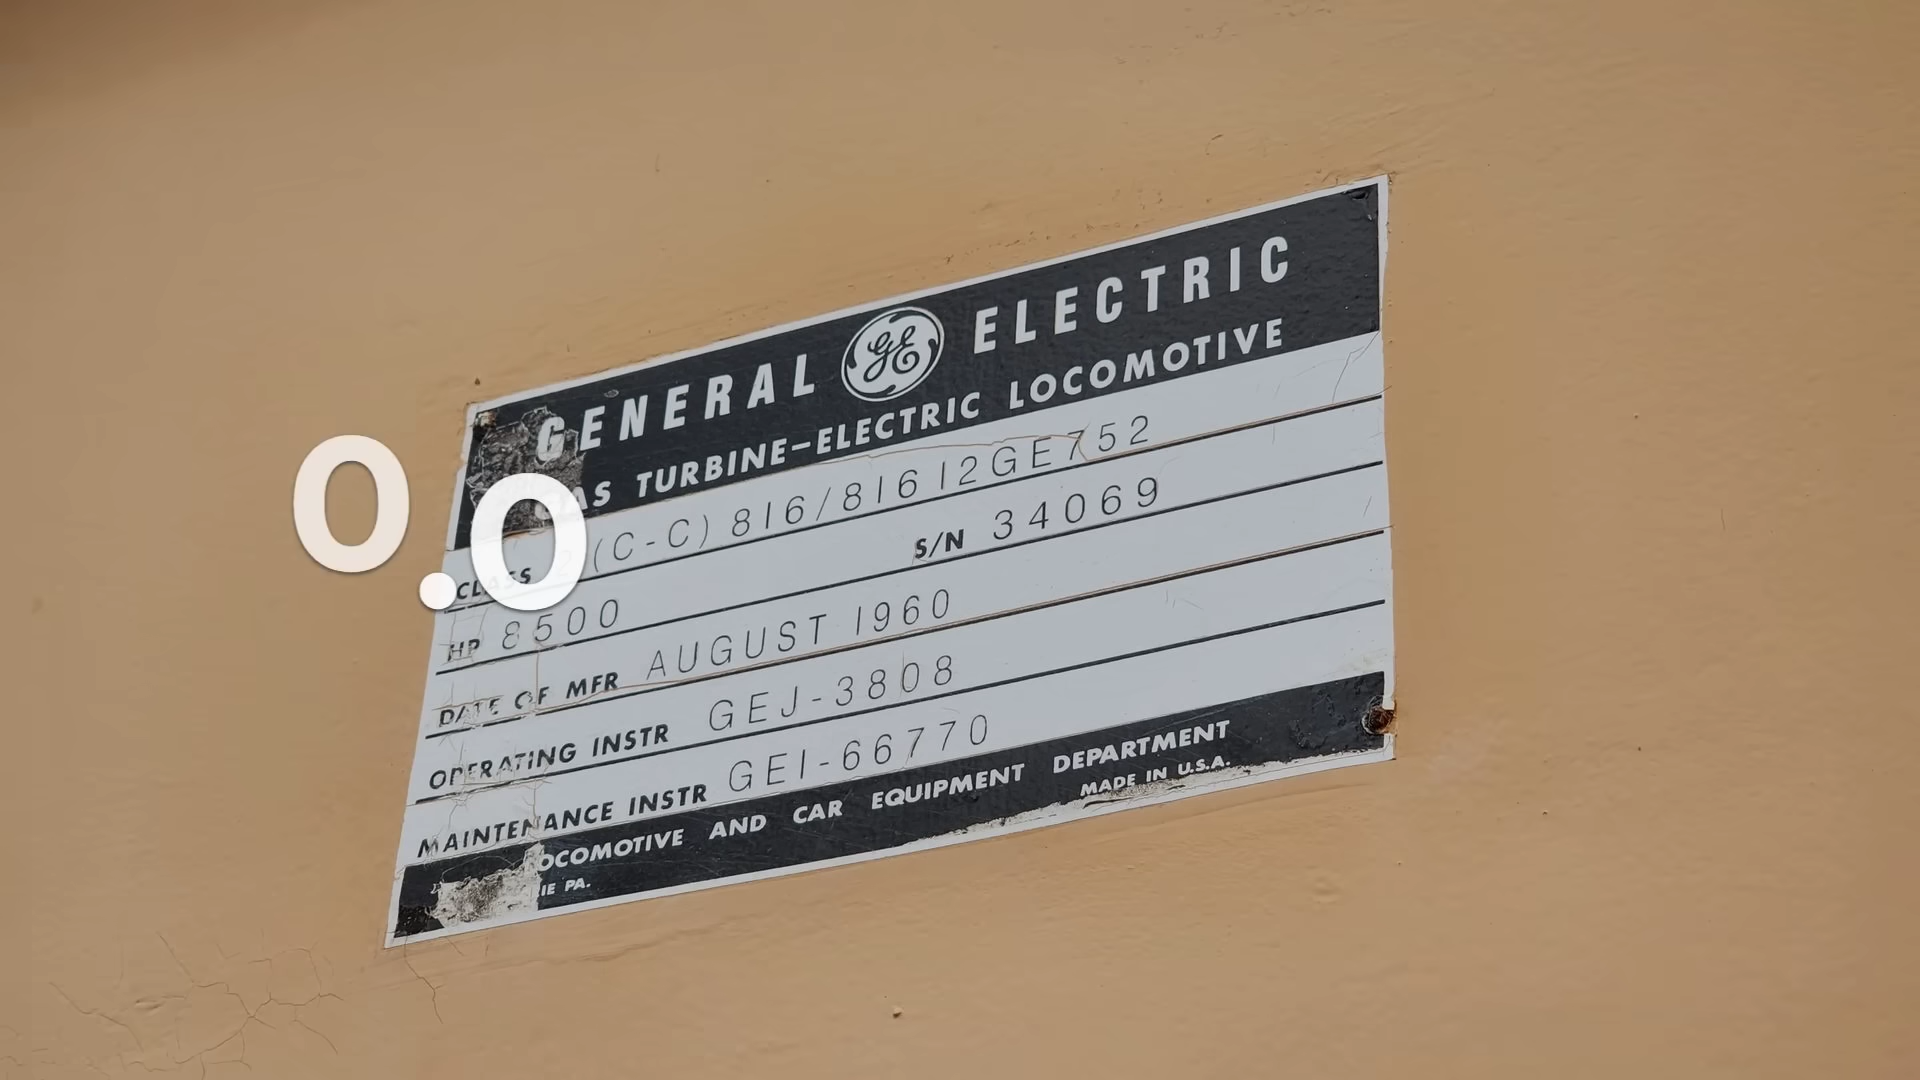 GENERAL GE ELECTRIC
GAS TURBINE-ELECTRIC LOCOMOTIVE
CLASS 2(C-C) 816/816 12GE752
HP 8500 S/N 34069
DATE OF MFR AUGUST 1960
OPERATING INSTR GEJ-3808
MAINTENANCE INSTR GEI-66770
LOCOMOTIVE AND CAR EQUIPMENT DEPARTMENT
MADE IN U.S.A.
PA.
0.0